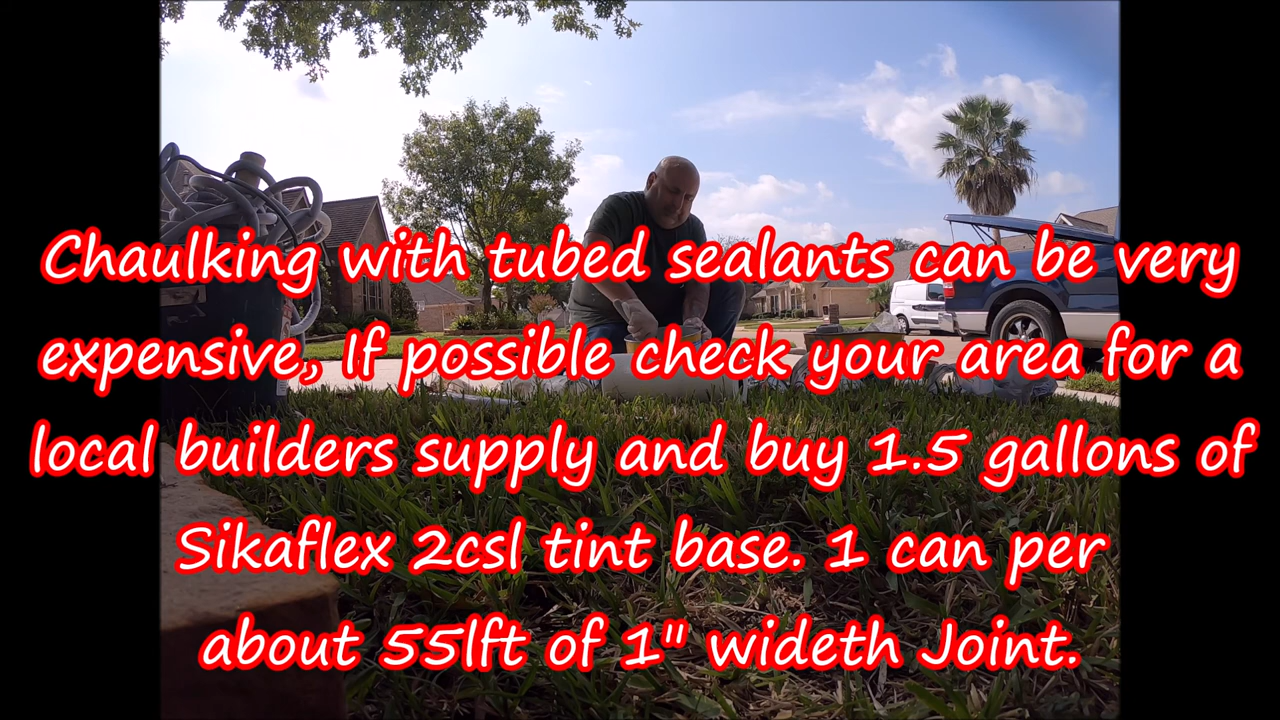 Chaulking with tubed sealants can be very
expensive, If possible check your area for a
local builders supply and buy 1.5 gallons of
Sikaflex 2csl tint base. 1 can per
about 55lft of 1" wideth Joint.